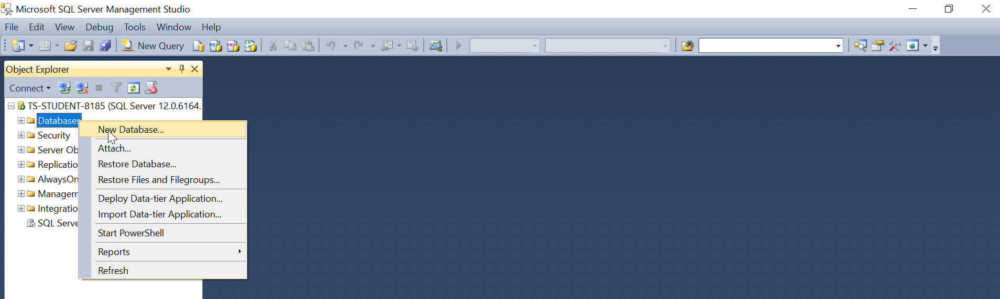 Microsoft SQL Server Management Studio
File Edit View Debug Tools Window Help
New Query
Object Explorer
Connect
TS-STUDENT-8185 (SQL Server 12.0.6164.
Databases
New Database...
Security
Attach...
Server Ob
Replicatio
Restore Database...
AlwaysOn
Restore Files and Filegroups...
Managem
Deploy Data-tier Application...
Integratio
Import Data-tier Application...
SQL Serve
Start PowerShell
Reports
Refresh